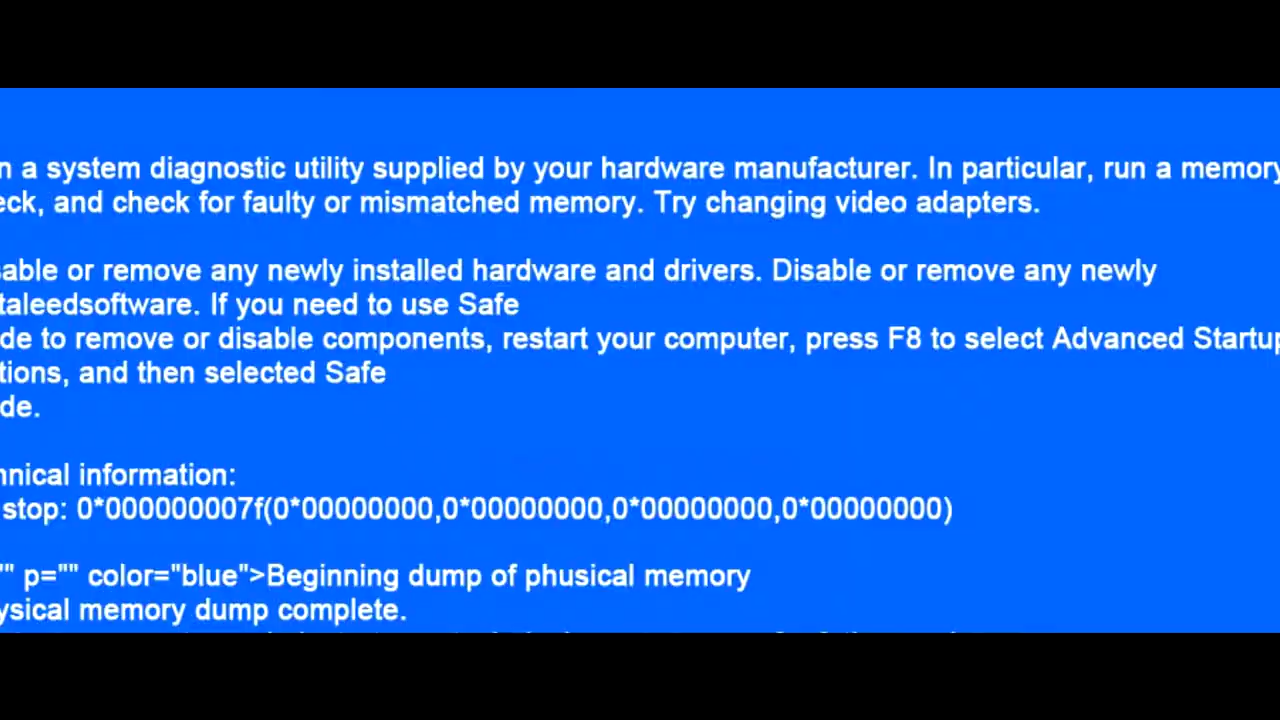 n a system diagnostic utility supplied by your hardware manufacturer. In particular, run a memory
eck, and check for faulty or mismatched memory. Try changing video adapters.
sable or remove any newly installed hardware and drivers. Disable or remove any newly
taleedsoftware. If you need to use Safe
de to remove or disable components, restart your computer, press F8 to select Advanced Startup
tions, and then selected Safe
de.
hnical information:
stop: 0*000000007f(0*00000000,0*00000000,0*00000000,0*00000000)
"" p="" color="blue">Beginning dump of phusical memory
ysical memory dump complete.